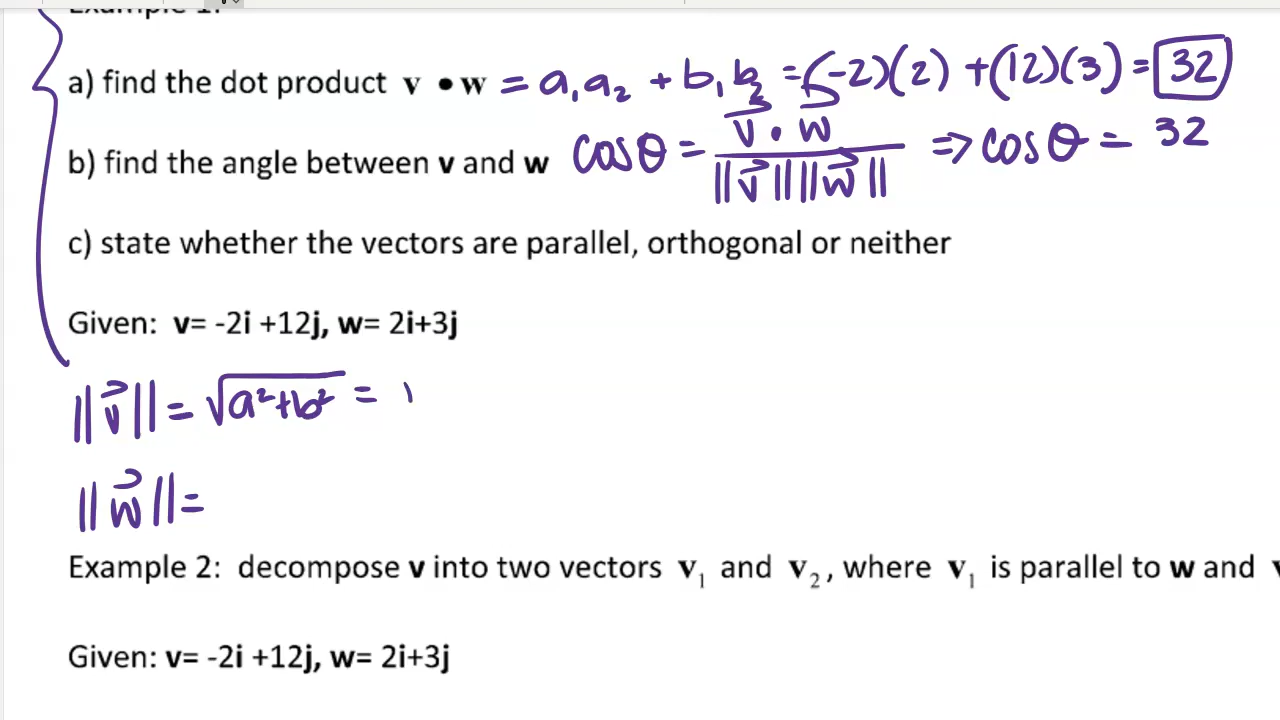 Example 1:
a) find the dot product v • w = a₁a₂ + b₁b₂ = (-2)(2) + (12)(3) = 32
b) find the angle between v and w cosθ = v⃗ • w⃗ / ||v⃗|| ||w⃗|| ⇒ cosθ = 32
c) state whether the vectors are parallel, orthogonal or neither
Given: v= -2i +12j, w= 2i+3j
||v⃗|| = √a²+b² =
||w⃗|| =
Example 2: decompose v into two vectors v₁ and v₂, where v₁ is parallel to w and
Given: v= -2i +12j, w= 2i+3j